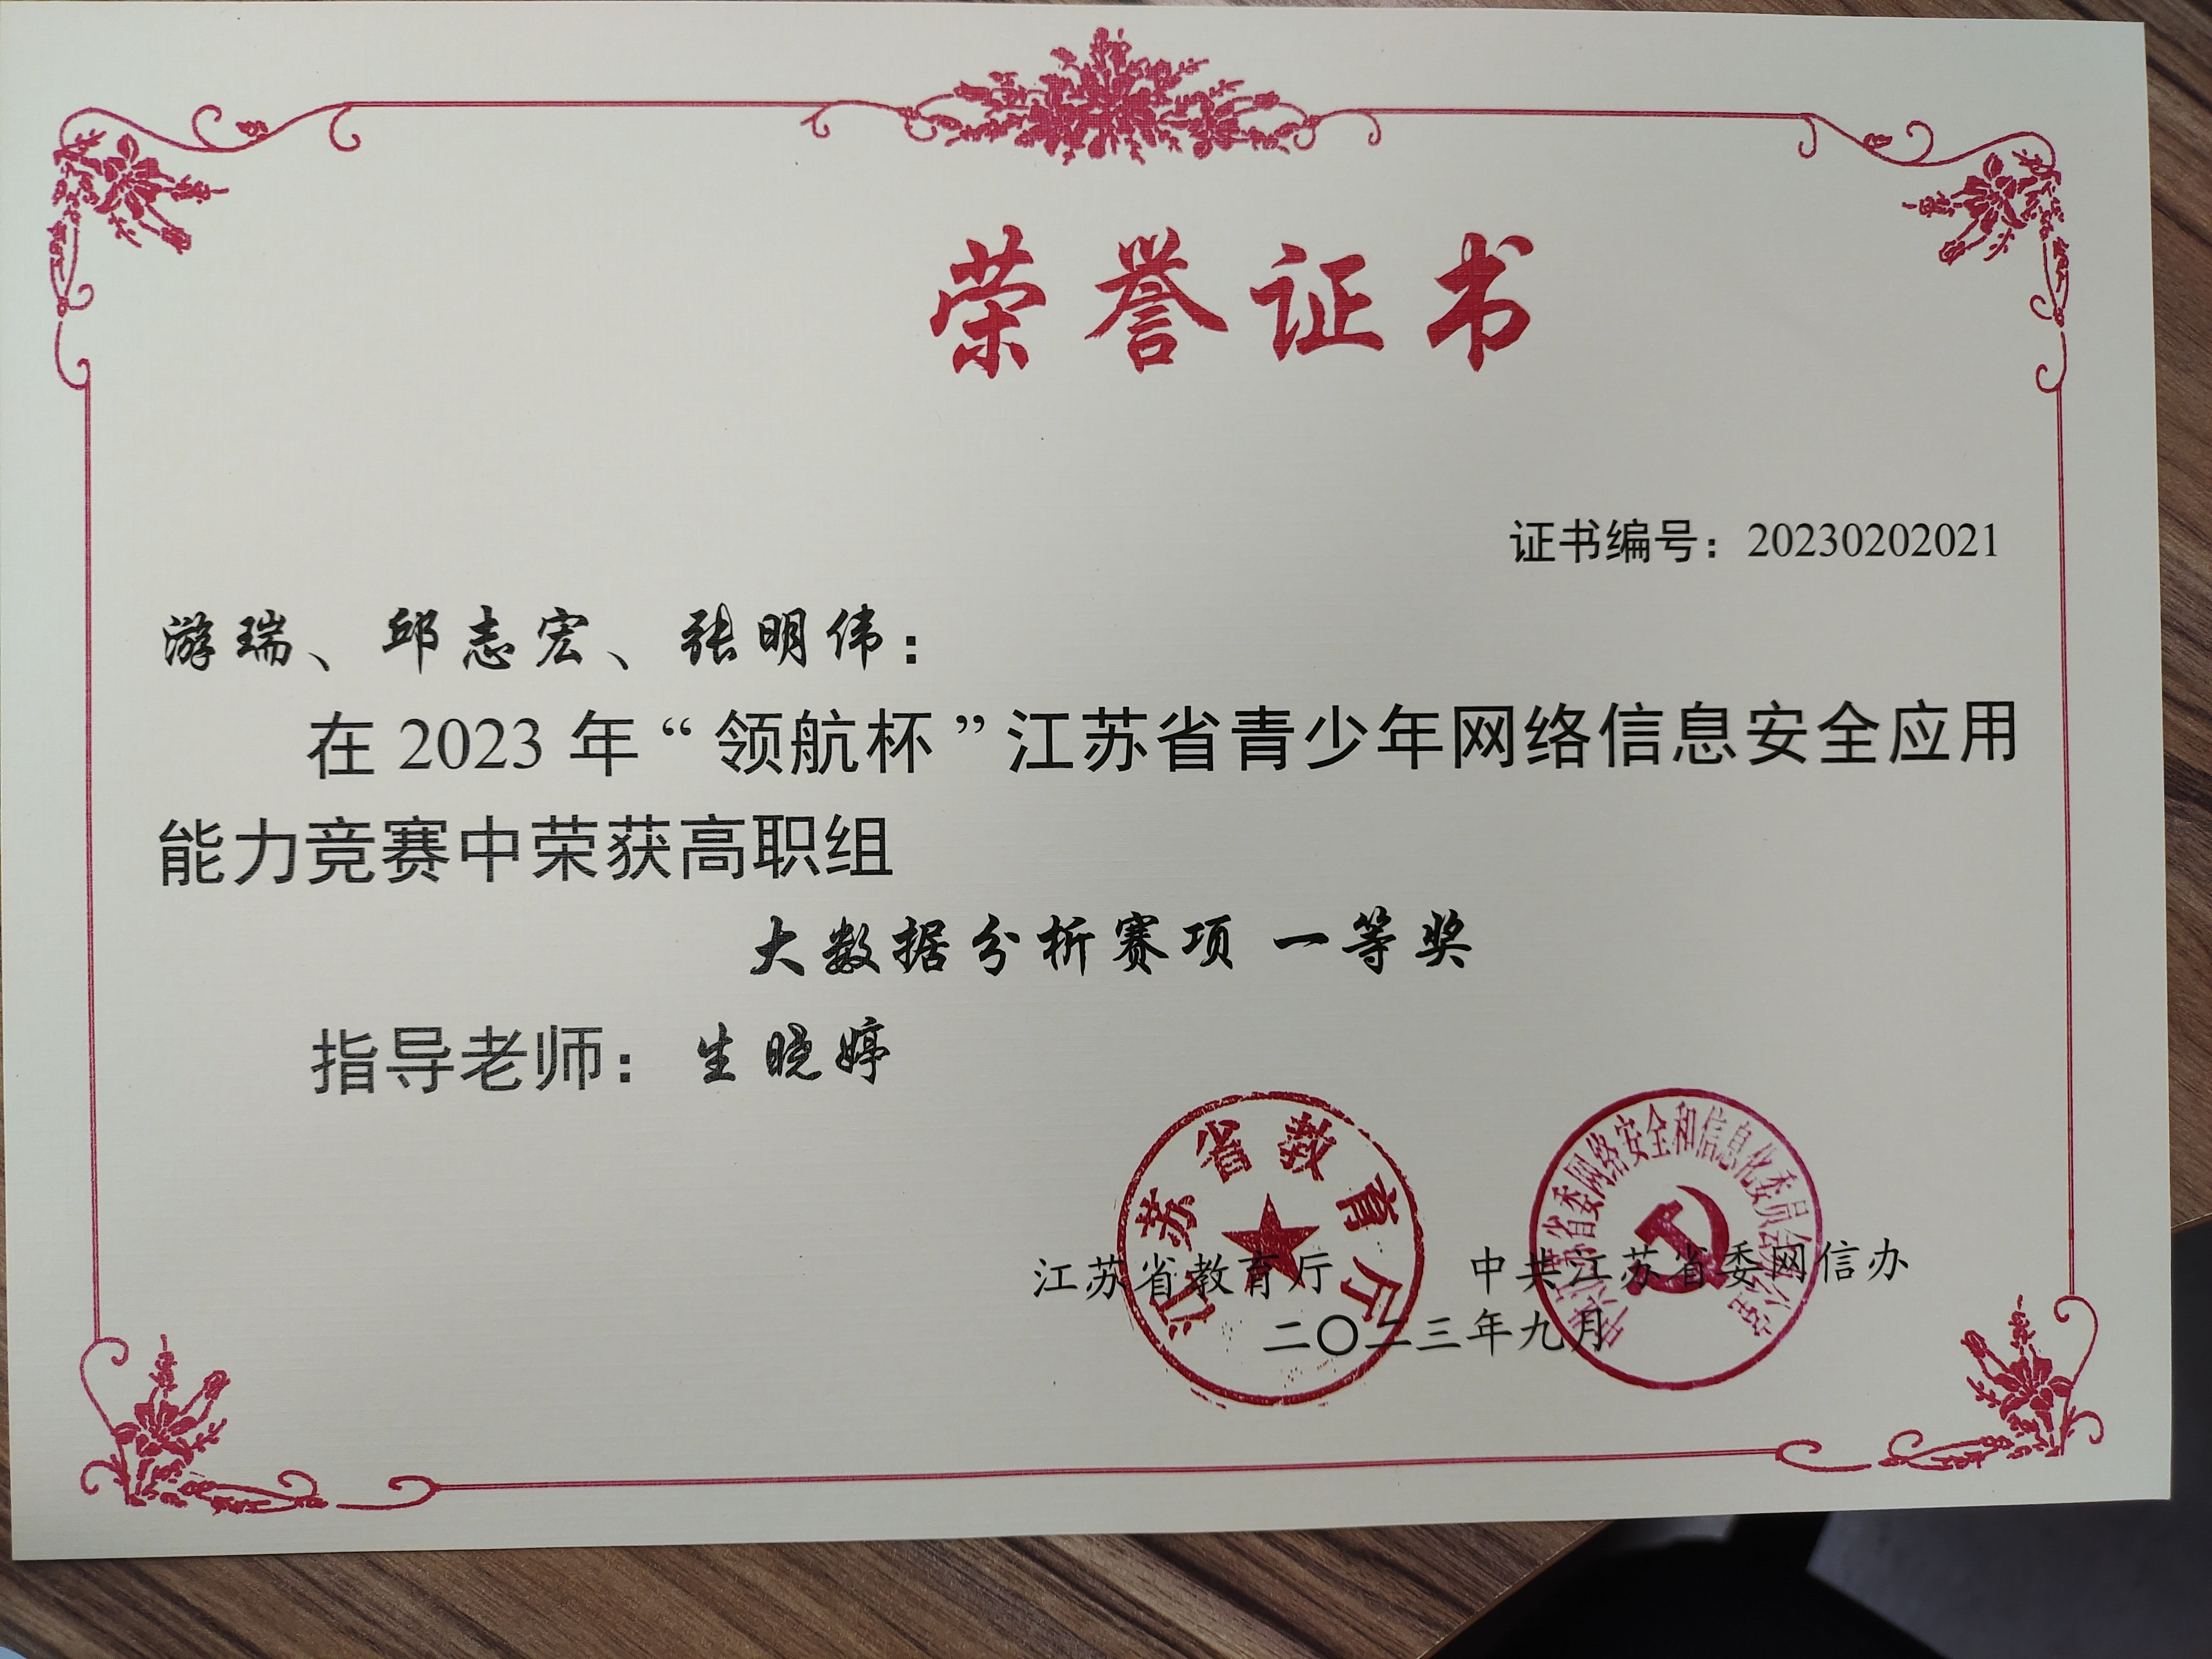 荣誉证书
证书编号：20230202021
游瑞、邱志宏、张明伟：
在 2023 年“领航杯”江苏省青少年网络信息安全应用
能力竞赛中荣获高职组
大数据分析赛项 一等奖
指导老师：生晓婷
江苏省教育厅
中共江苏省委网络安全和信息化委员会办公室
江苏省教育厅 中共江苏省委网信办
二〇二三年九月